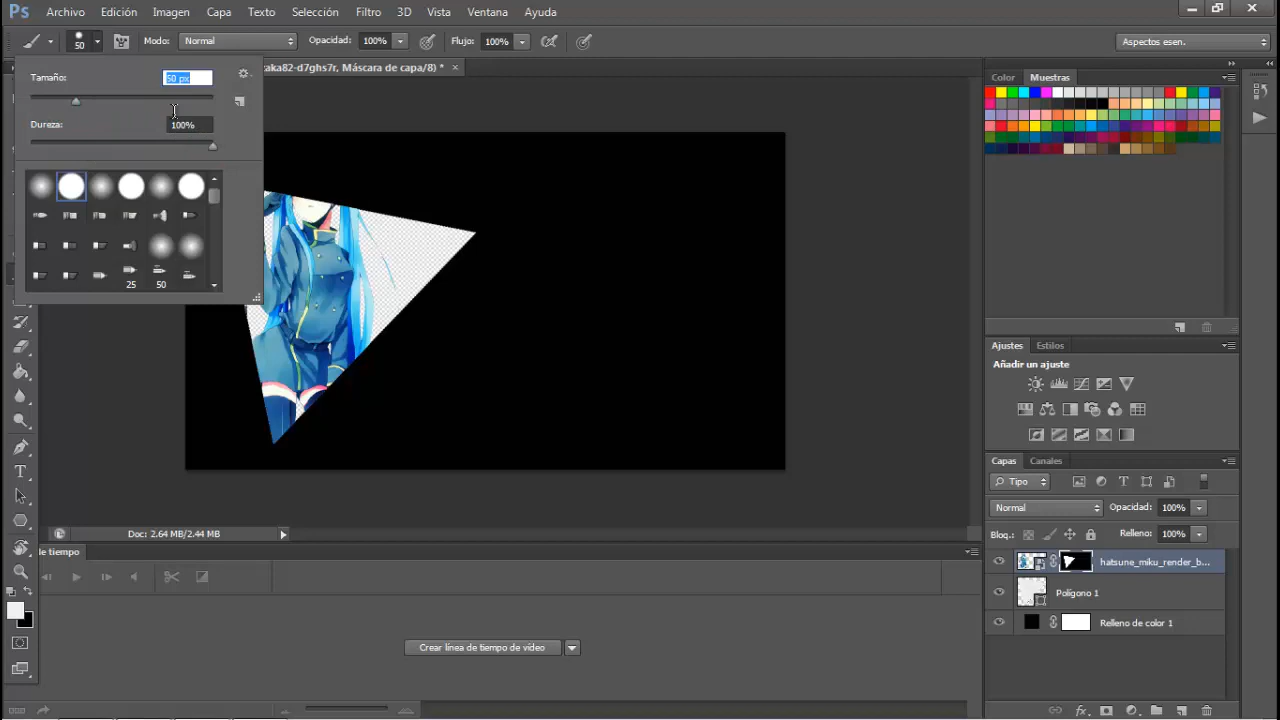 Ps Archivo Edición Imagen Capa Texto Selección Filtro 3D Vista Ventana Ayuda
50 Modo: Normal Opacidad: 100% Flujo: 100% Aspectos esen.
zaka82-d7ghs7r, Máscara de capa/8) * ×
Tamaño: 50 px
Dureza: 100%
25 50
Color Muestras
Ajustes Estilos
Añadir un ajuste
Capas Canales
Tipo
Normal Opacidad: 100%
Bloq.: Relleno: 100%
hatsune_miku_render_b...
Polígono 1
Relleno de color 1
Doc: 2.64 MB/2.44 MB
de tiempo
Crear línea de tiempo de vídeo